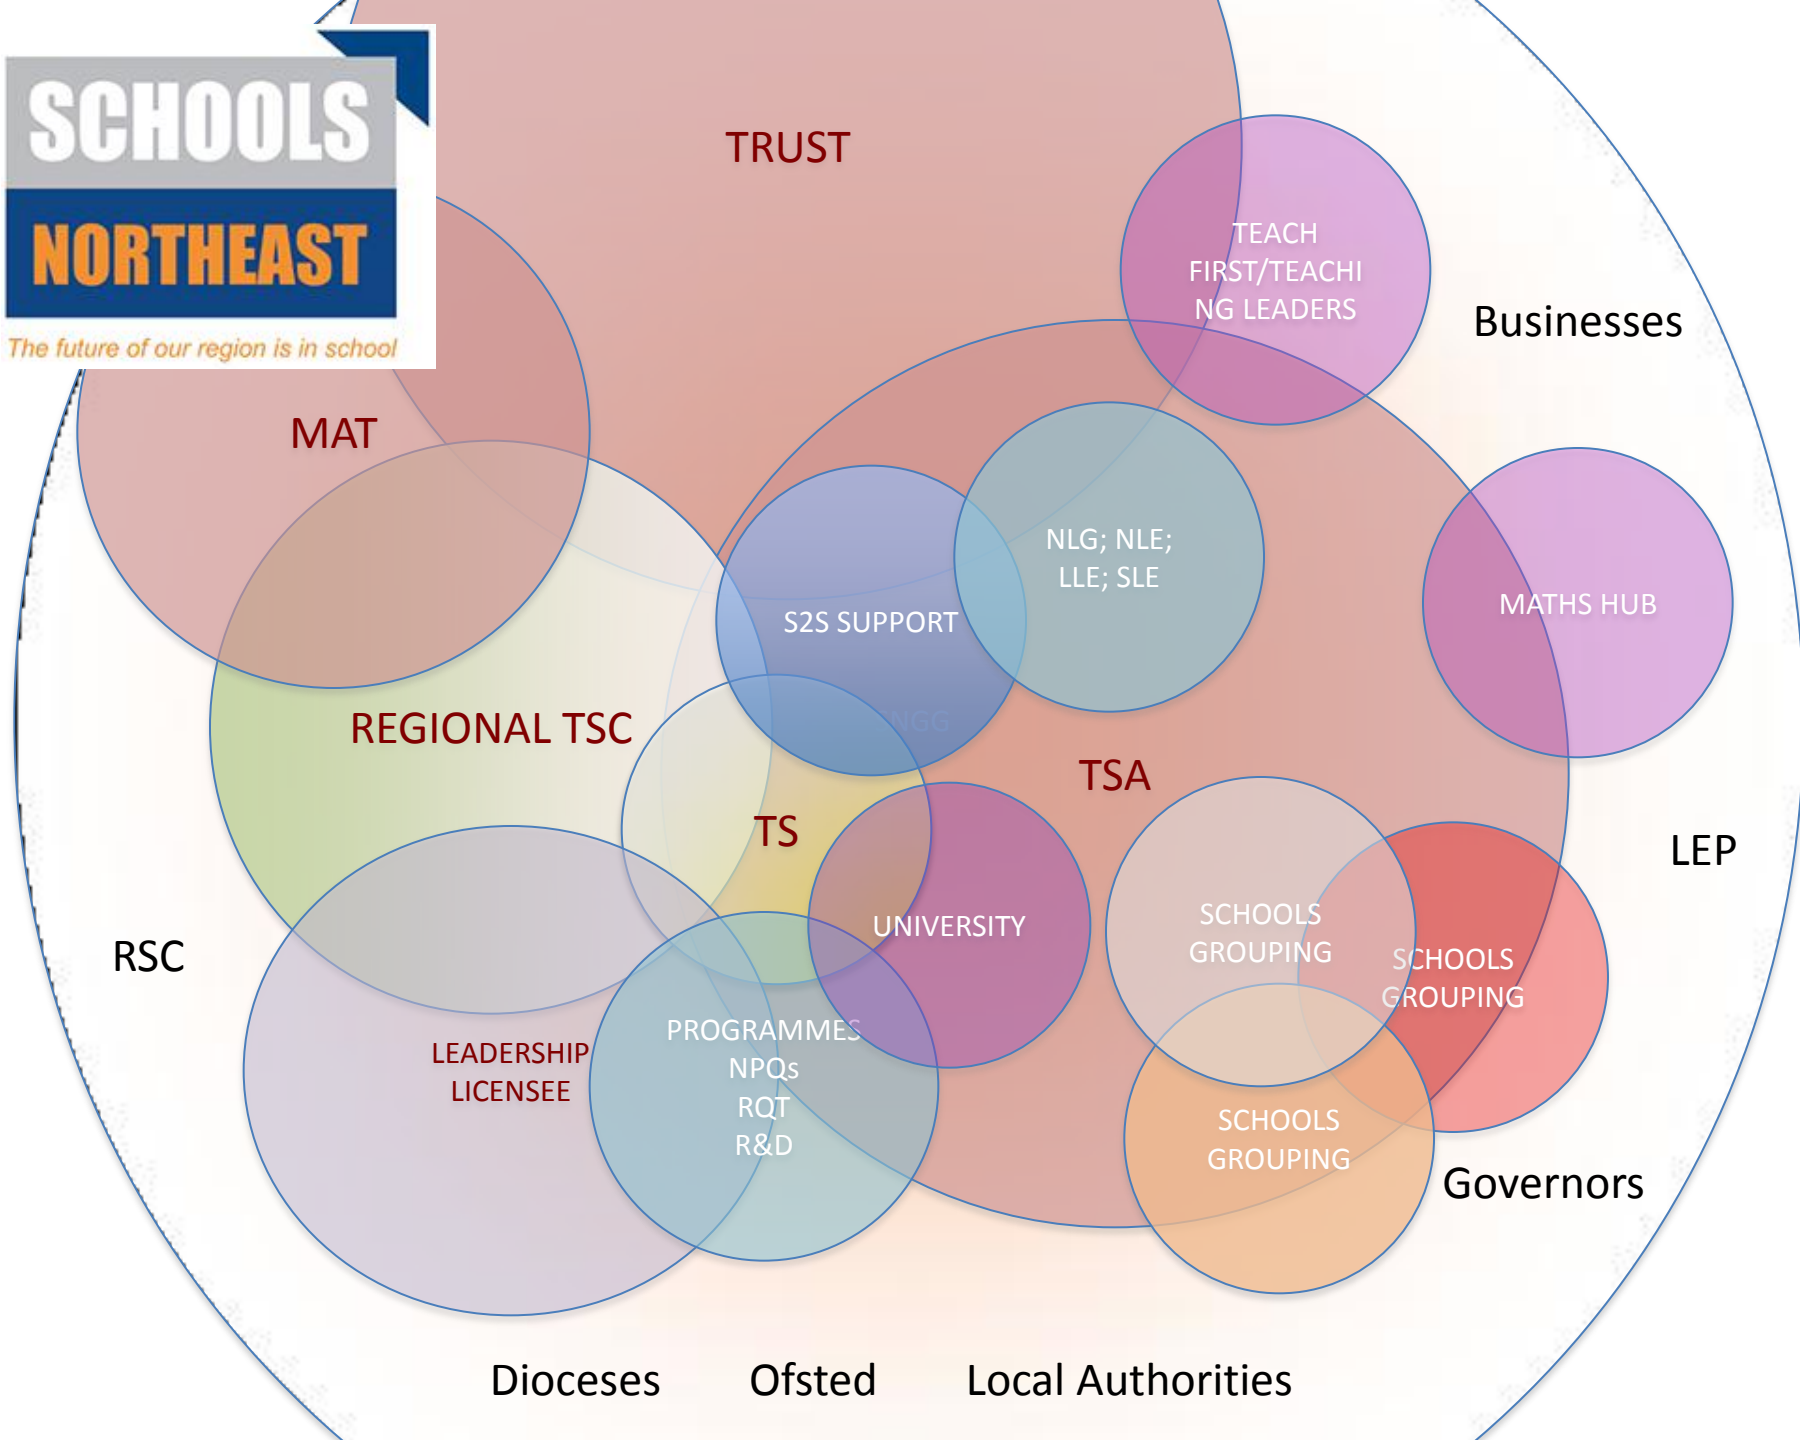 SCHOOLS
NORTHEAST
The future of our region is in school
TRUST
TEACH
FIRST/TEACHI
NG LEADERS
Businesses
MAT
NLG; NLE;
LLE; SLE
S2S SUPPORT
MATHS HUB
REGIONAL TSC
TSA
TS
LEP
UNIVERSITY
SCHOOLS
GROUPING
SCHOOLS
GROUPING
RSC
LEADERSHIP
LICENSEE
PROGRAMMES
NPQs
RQT
R&D
SCHOOLS
GROUPING
Governors
Dioceses
Ofsted
Local Authorities